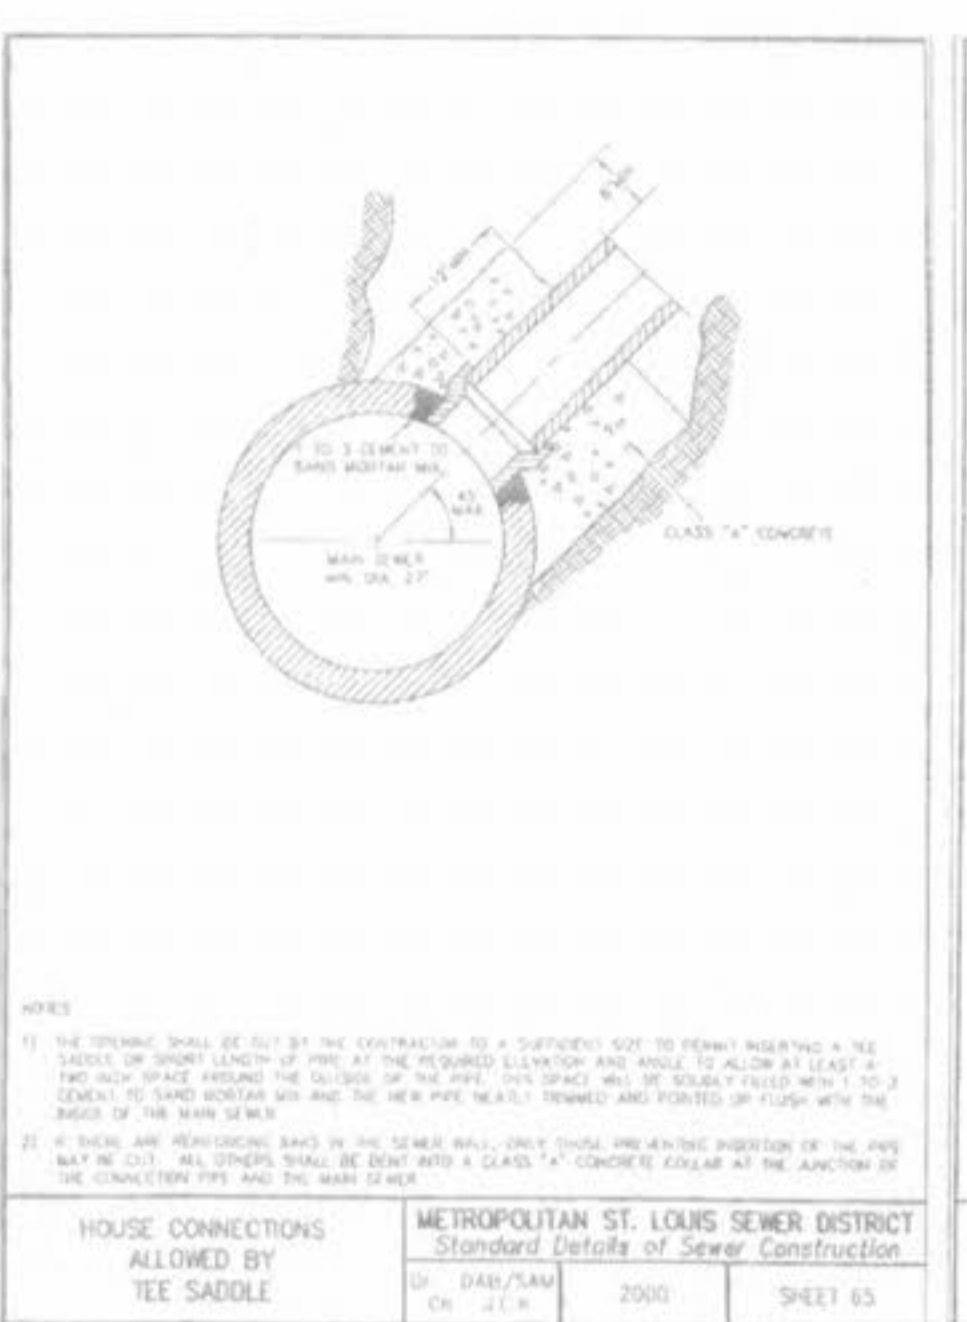 6" MIN
12" MIN
1 TO 3 CEMENT TO
SAND MORTAR MIX
45
MAX
MAIN SEWER
MIN DIA 27"
CLASS "A" CONCRETE
NOTES
1) THE OPENING SHALL BE CUT BY THE CONTRACTOR TO A SUFFICIENT SIZE TO PERMIT INSERTING A TEE
SADDLE OR SHORT LENGTH OF PIPE AT THE REQUIRED ELEVATION AND ANGLE TO ALLOW AT LEAST A
TWO INCH SPACE AROUND THE OUTSIDE OF THE PIPE. THIS SPACE WILL BE SOLIDLY FILLED WITH 1 TO 3
CEMENT TO SAND MORTAR MIX AND THE NEW PIPE NEATLY TRIMMED AND POINTED UP FLUSH WITH THE
INSIDE OF THE MAIN SEWER
2) IF THERE ARE REINFORCING BARS IN THE SEWER WALL, ONLY THOSE PREVENTING INSERTION OF THE PIPE
MAY BE CUT. ALL OTHERS SHALL BE BENT INTO A CLASS "A" CONCRETE COLLAR AT THE JUNCTION OF
THE CONNECTION PIPE AND THE MAIN SEWER
HOUSE CONNECTIONS
ALLOWED BY
TEE SADDLE
METROPOLITAN ST. LOUIS SEWER DISTRICT
Standard Details of Sewer Construction
Dr. DAB/SAM
Ch. J.C.H.
2000
SHEET 65